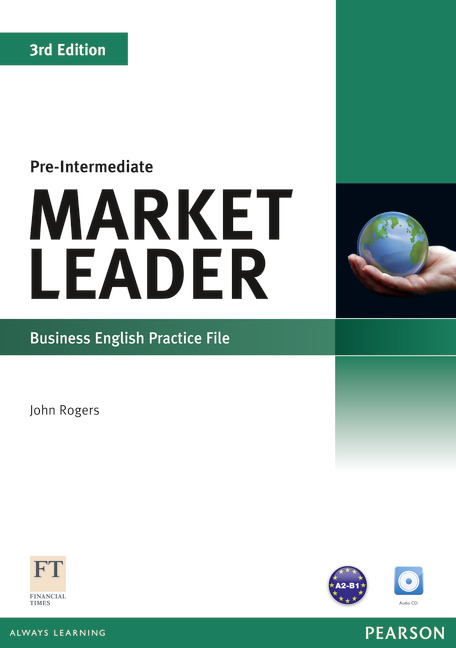 3rd Edition
Pre-Intermediate
MARKET
LEADER
Business English Practice File
John Rogers
FT
FINANCIAL
TIMES
A2-B1
Audio CD
ALWAYS LEARNING
PEARSON